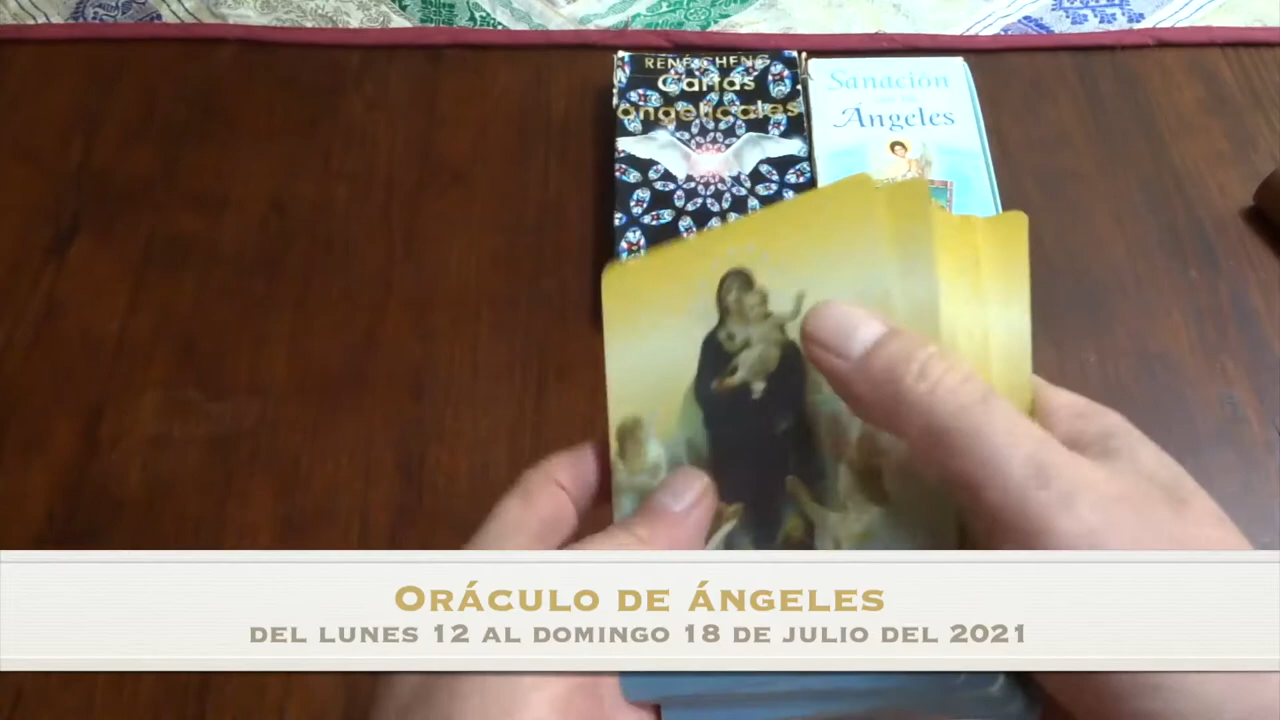 RENÉ CHENG
Cartas
angelicales
Sanación
Ángeles
ORÁCULO DE ÁNGELES
DEL LUNES 12 AL DOMINGO 18 DE JULIO DEL 2021